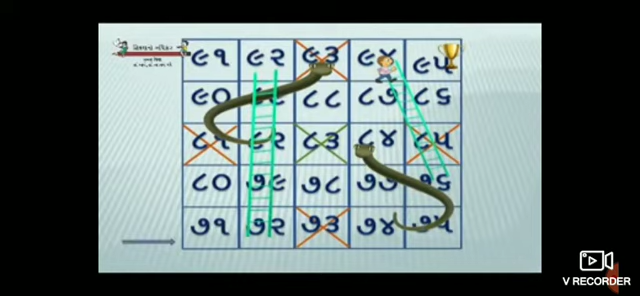 ૯૧ ૯૨ ૯૩ ૯૪ ૯૫
૯૦ ૮૮ ૮૭ ૮૬
૮૧ ૮૨ ૮૩ ૮૪ ૮૫
૮૦ ૭૯ ૭૮ ૭૭ ૭૬
૭૧ ૭૨ ૭૩ ૭૪ ૭૫
V RECORDER